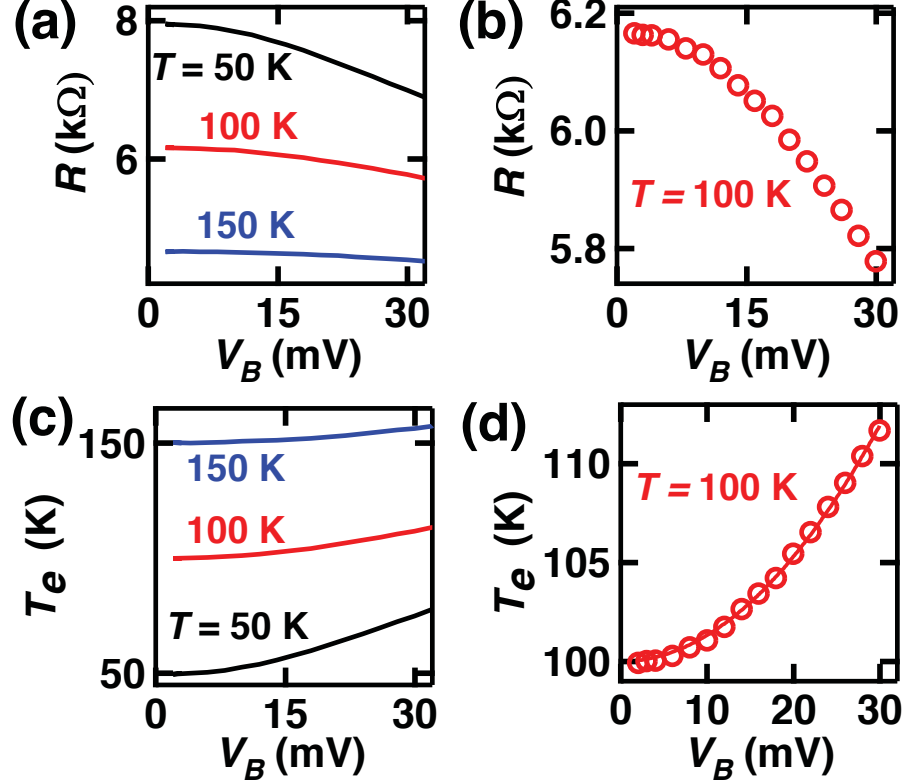 (a)
8
6
R (kΩ)
T = 50 K
100 K
150 K
0 15 30
V_B (mV)
(b)
6.2
6.0
5.8
R (kΩ)
T = 100 K
0 15 30
V_B (mV)
(c)
150
50
T_e (K)
150 K
100 K
T = 50 K
0 15 30
V_B (mV)
(d)
110
105
100
T_e (K)
T = 100 K
0 10 20 30
V_B (mV)